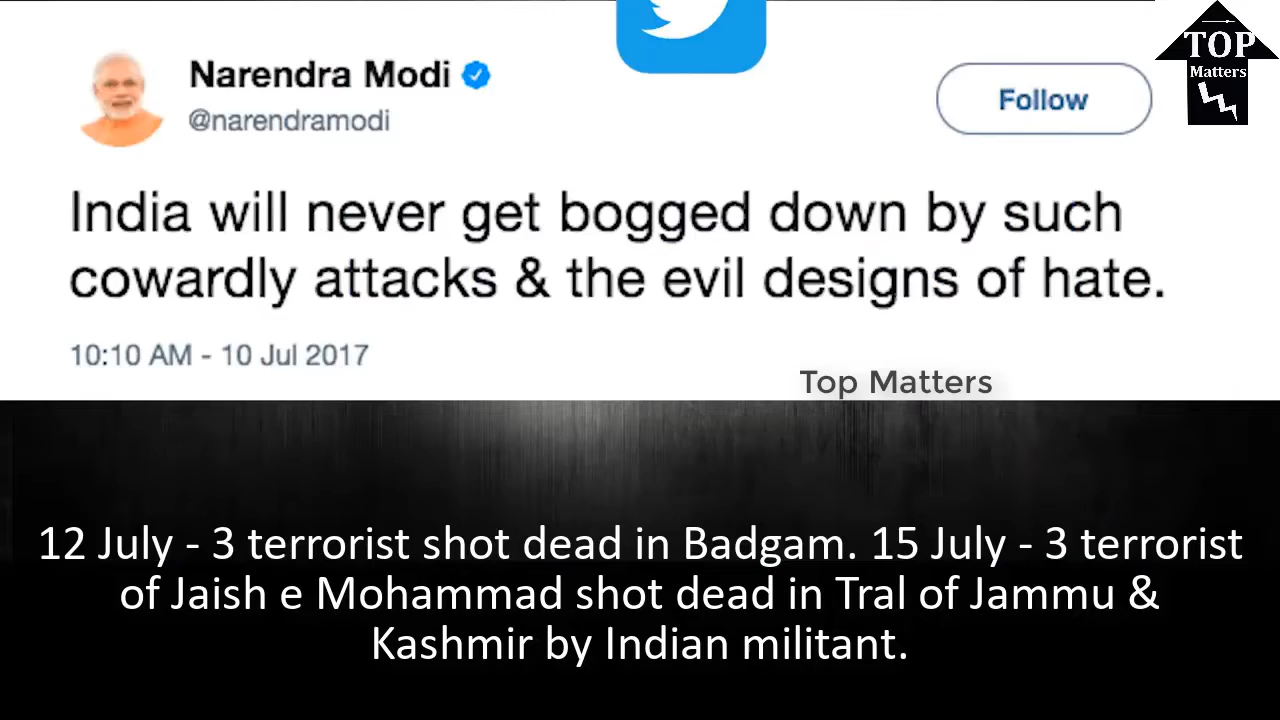 Narendra Modi
@narendramodi
Follow
TOP
Matters
India will never get bogged down by such
cowardly attacks & the evil designs of hate.
10:10 AM - 10 Jul 2017
Top Matters
12 July - 3 terrorist shot dead in Badgam. 15 July - 3 terrorist
of Jaish e Mohammad shot dead in Tral of Jammu &
Kashmir by Indian militant.